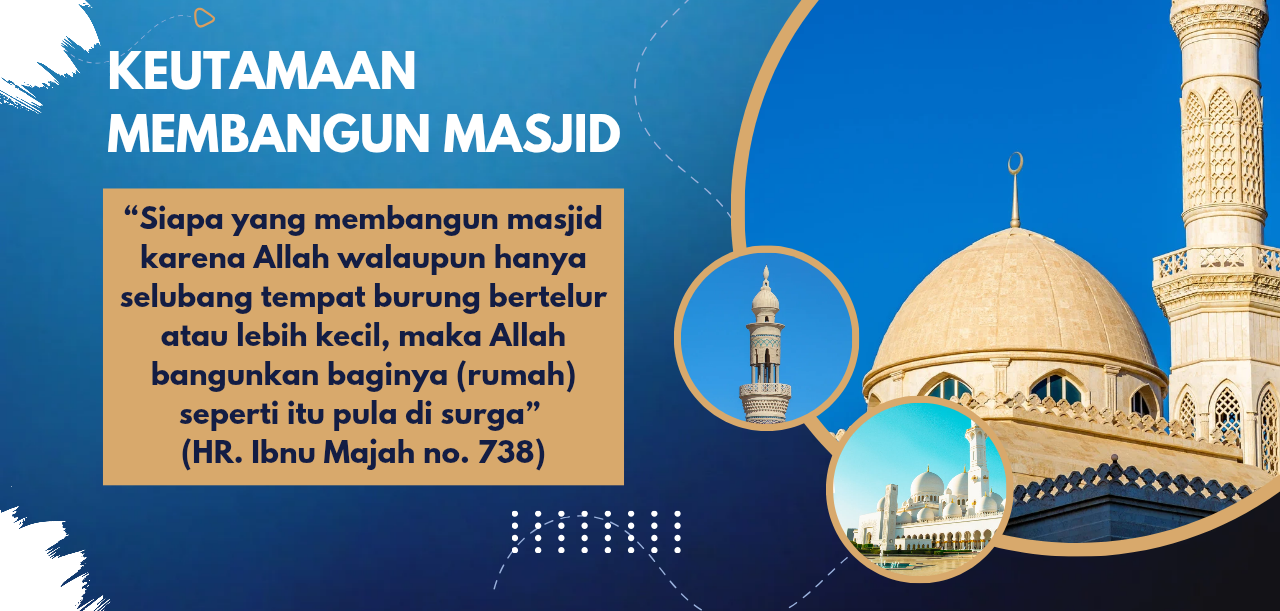 KEUTAMAAN
MEMBANGUN MASJID
“Siapa yang membangun masjid
karena Allah walaupun hanya
selubang tempat burung bertelur
atau lebih kecil, maka Allah
bangunkan baginya (rumah)
seperti itu pula di surga”
(HR. Ibnu Majah no. 738)